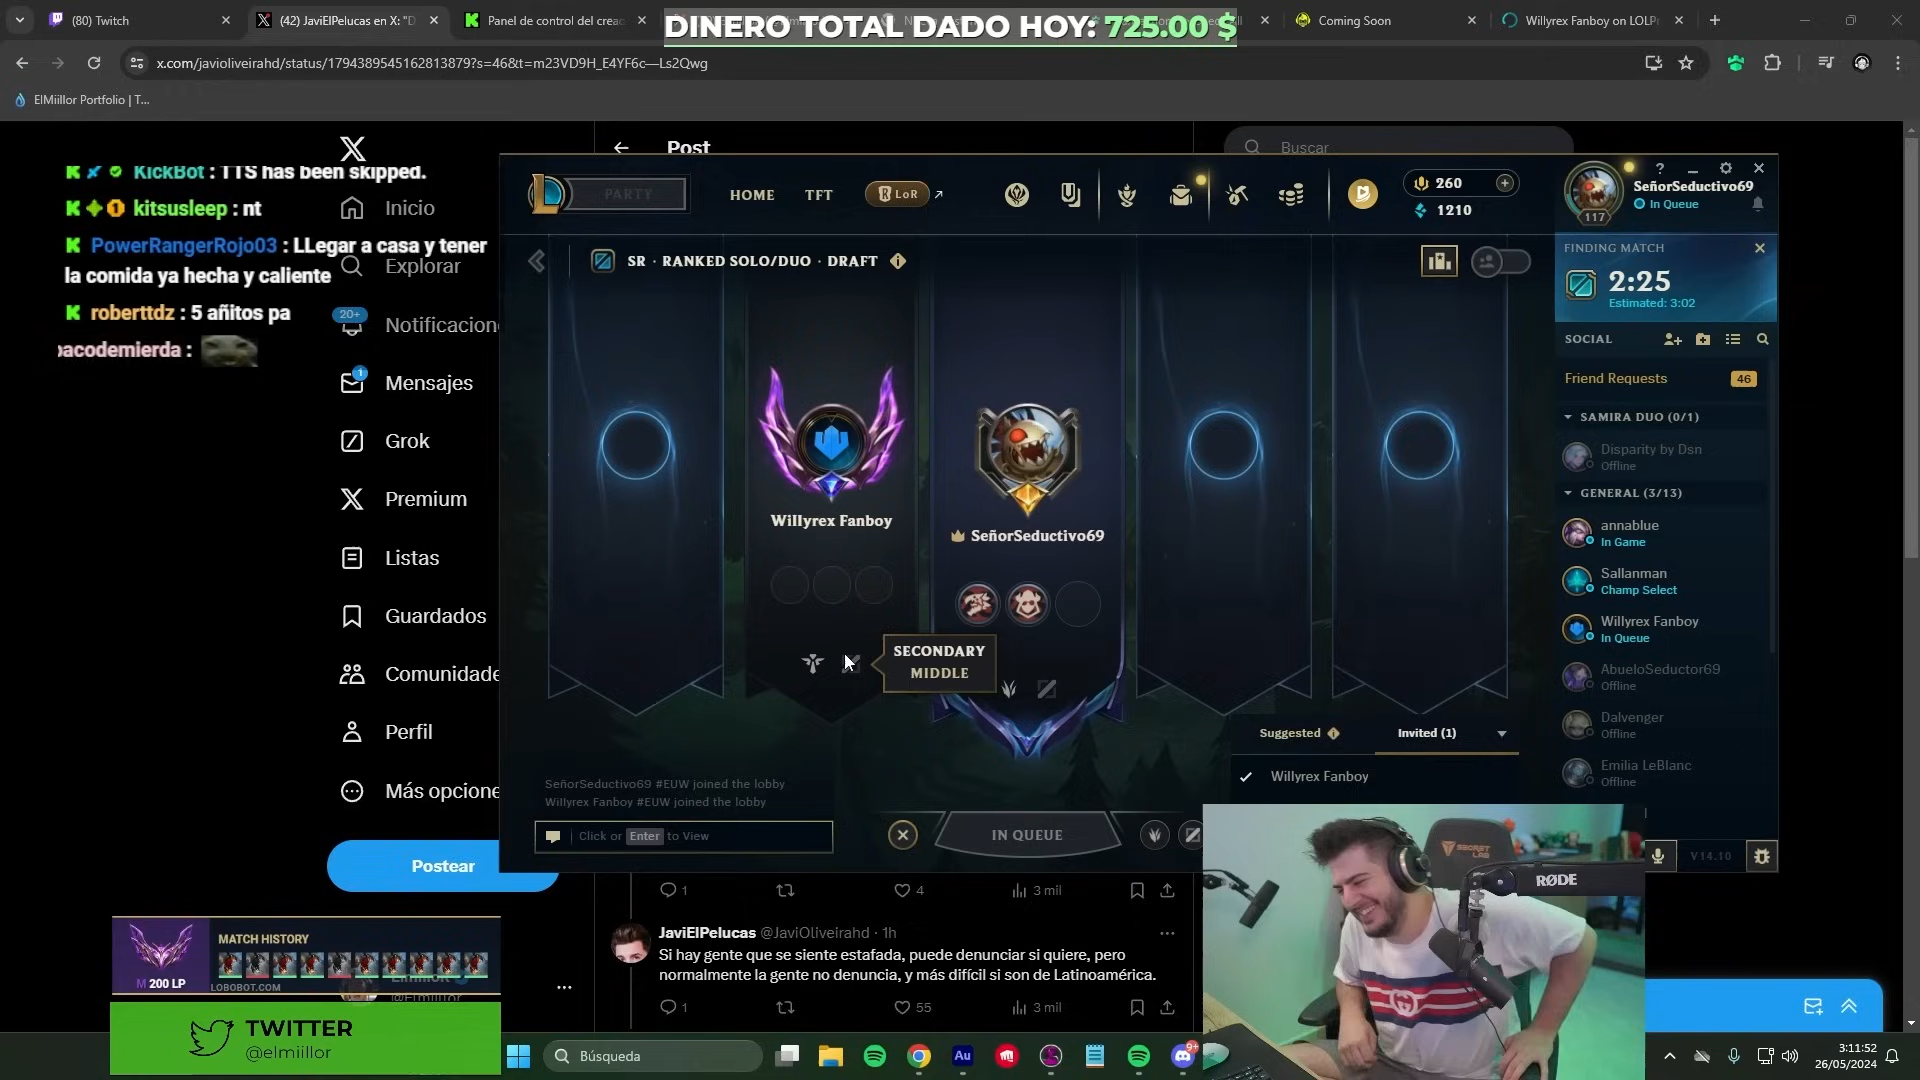 (80) Twitch
(42) JaviElPelucas en X: "D
Panel de control del creac
Coming Soon
Willyrex Fanboy on LOLP
DINERO TOTAL DADO HOY: 725.00 $
x.com/javioliveirahd/status/1794389545162813879?s=46&t=m23VD9H_E4YF6c—Ls2Qwg
ElMiillor Portfolio | T...
Post
Buscar
KickBot : TTS has been skipped.
kitsusleep : nt
PowerRangerRojo03 : LLegar a casa y tener
la comida ya hecha y caliente
roberttdz : 5 añitos pa
pacodemierda :
Inicio
Explorar
20+
Notificacion
1
Mensajes
Grok
Premium
Listas
Guardados
Comunidade
Perfil
Más opcione
Postear
PARTY
HOME
TFT
LoR
260
1210
117
SeñorSeductivo69
In Queue
SR · RANKED SOLO/DUO · DRAFT
FINDING MATCH
2:25
Estimated: 3:02
SOCIAL
Friend Requests
46
SAMIRA DUO (0/1)
Disparity by Dsn
Offline
GENERAL (3/13)
annablue
In Game
Sallanman
Champ Select
Willyrex Fanboy
In Queue
AbueloSeductor69
Offline
Dalvenger
Offline
Emilia LeBlanc
Offline
Willyrex Fanboy
SeñorSeductivo69
SECONDARY
MIDDLE
Suggested
Invited (1)
Willyrex Fanboy
SeñorSeductivo69 #EUW joined the lobby
Willyrex Fanboy #EUW joined the lobby
Click or Enter to View
IN QUEUE
V14.10
1
4
3 mil
JaviElPelucas @JaviOliveirahd · 1h
Si hay gente que se siente estafada, puede denunciar si quiere, pero
normalmente la gente no denuncia, y más difícil si son de Latinoamérica.
1
55
3 mil
MATCH HISTORY
M 200 LP
LOBOBOT.COM
TWITTER
@elmiillor
SECRET
LAB
RØDE
GUCCI
Búsqueda
Au
9+
3:11:52
26/05/2024